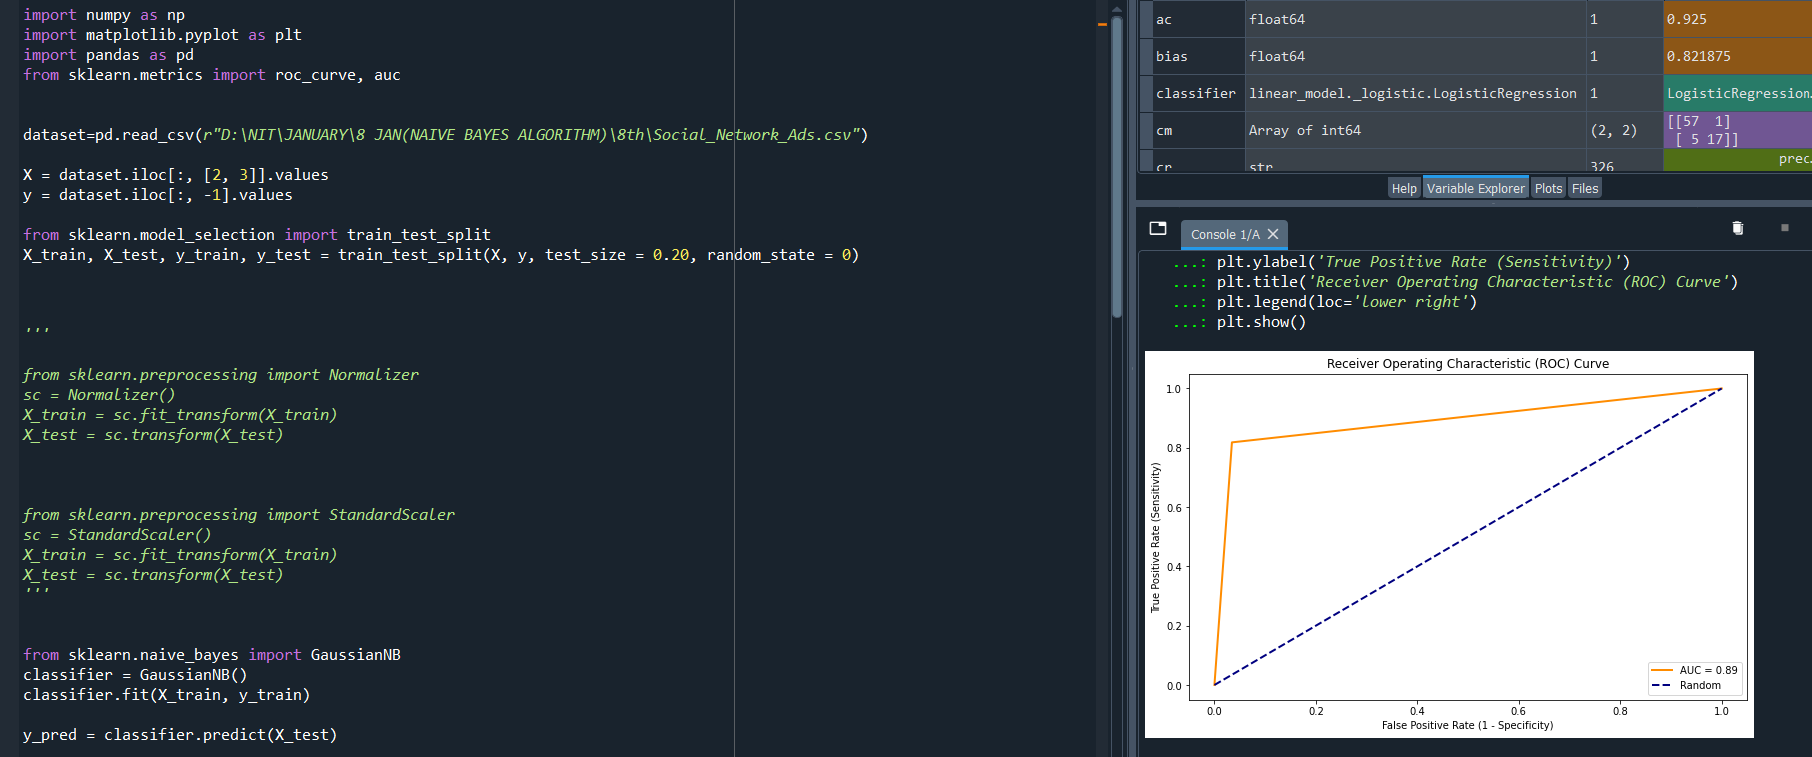 import numpy as np
import matplotlib.pyplot as plt
import pandas as pd
from sklearn.metrics import roc_curve, auc
dataset=pd.read_csv(r"D:\NIT\JANUARY\8 JAN(NAIVE BAYES ALGORITHM)\8th\Social_Network_Ads.csv")
X = dataset.iloc[:, [2, 3]].values
y = dataset.iloc[:, -1].values
from sklearn.model_selection import train_test_split
X_train, X_test, y_train, y_test = train_test_split(X, y, test_size = 0.20, random_state = 0)
'''
from sklearn.preprocessing import Normalizer
sc = Normalizer()
X_train = sc.fit_transform(X_train)
X_test = sc.transform(X_test)
from sklearn.preprocessing import StandardScaler
sc = StandardScaler()
X_train = sc.fit_transform(X_train)
X_test = sc.transform(X_test)
'''
from sklearn.naive_bayes import GaussianNB
classifier = GaussianNB()
classifier.fit(X_train, y_train)
y_pred = classifier.predict(X_test)
ac float64 1 0.925
bias float64 1 0.821875
classifier linear_model._logistic.LogisticRegression 1 LogisticRegression.
cm Array of int64 (2, 2) [[57 1]
[ 5 17]]
cr str 326 prec.
Help Variable Explorer Plots Files
Console 1/A
...: plt.ylabel('True Positive Rate (Sensitivity)')
...: plt.title('Receiver Operating Characteristic (ROC) Curve')
...: plt.legend(loc='lower right')
...: plt.show()
Receiver Operating Characteristic (ROC) Curve
True Positive Rate (Sensitivity)
1.0
0.8
0.6
0.4
0.2
0.0
AUC = 0.89
Random
0.0 0.2 0.4 0.6 0.8 1.0
False Positive Rate (1 - Specificity)